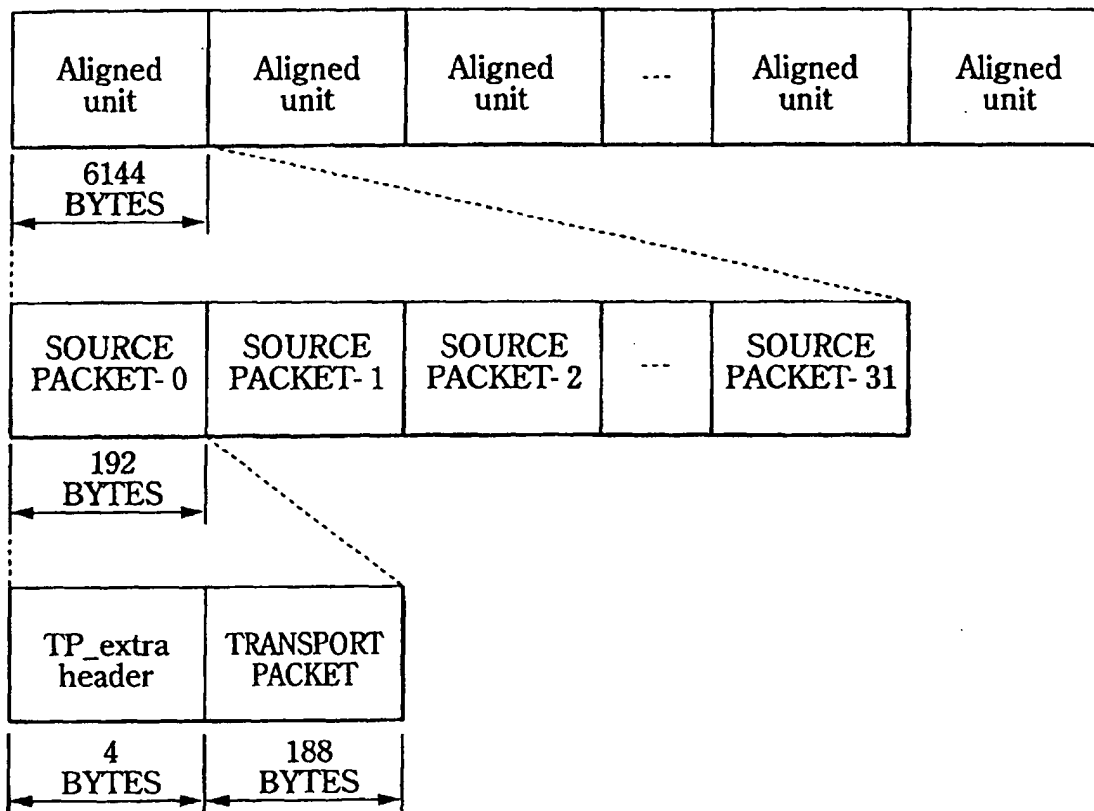 Aligned unit
Aligned unit
Aligned unit
---
Aligned unit
Aligned unit
6144 BYTES
SOURCE PACKET- 0
SOURCE PACKET- 1
SOURCE PACKET- 2
---
SOURCE PACKET- 31
192 BYTES
TP_extra header
TRANSPORT PACKET
4 BYTES
188 BYTES